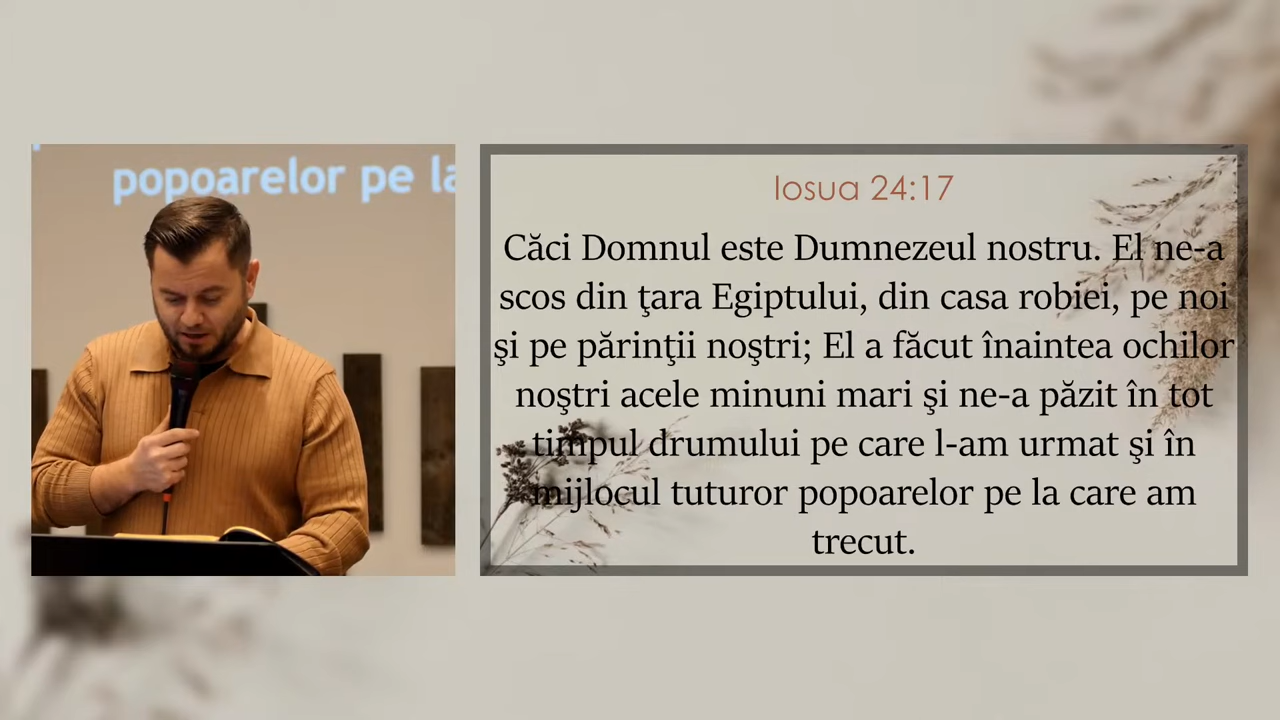 popoarelor pe la
Iosua 24:17
Căci Domnul este Dumnezeul nostru. El ne-a
scos din ţara Egiptului, din casa robiei, pe noi
şi pe părinţii noştri; El a făcut înaintea ochilor
noştri acele minuni mari şi ne-a păzit în tot
timpul drumului pe care l-am urmat şi în
mijlocul tuturor popoarelor pe la care am
trecut.